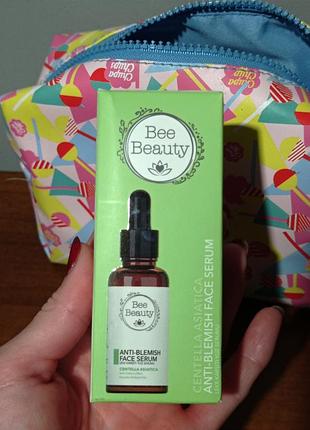 Chupa
Chups
Bee
Beauty
CENTELLA ASIATICA
ANTI-BLEMISH FACE SERUM
Bee
Beauty
ANTI-BLEMISH
FACE SERUM
CENTELLA ASIATICA